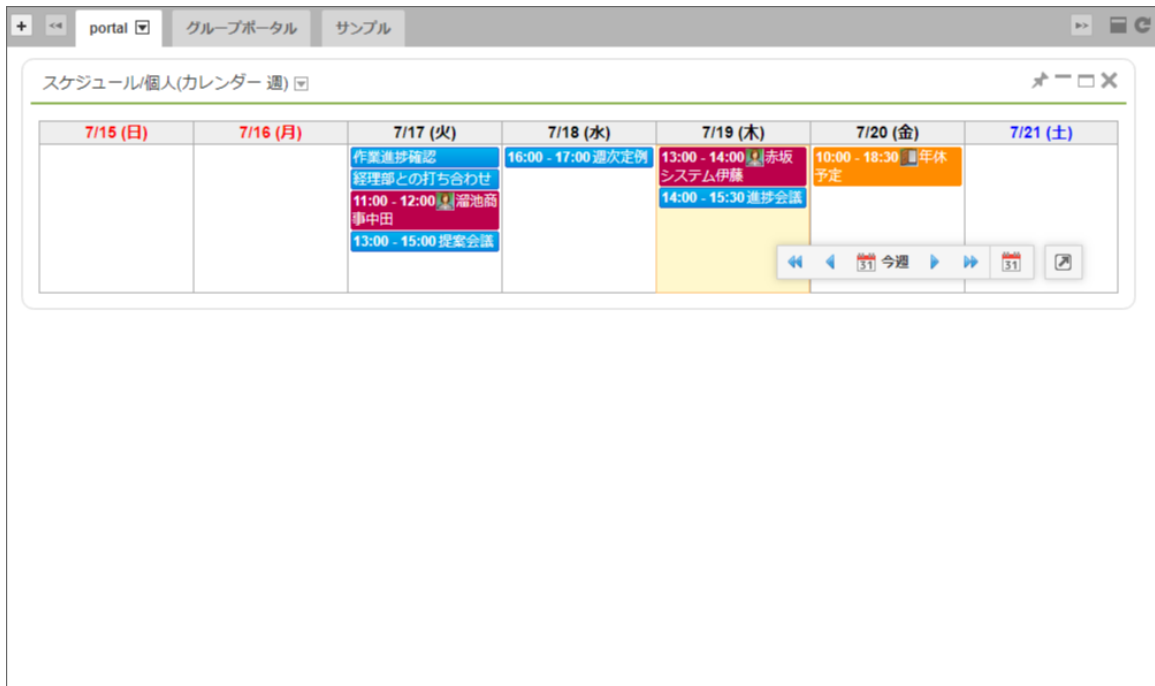 portal グループポータル サンプル
スケジュール/個人(カレンダー 週)
7/15 (日) 7/16 (月) 7/17 (火) 7/18 (水) 7/19 (木) 7/20 (金) 7/21 (土)
作業進捗確認
経理部との打ち合わせ
11:00 - 12:00 溜池商
事中田
13:00 - 15:00 提案会議
16:00 - 17:00 週次定例
13:00 - 14:00 赤坂
システム伊藤
14:00 - 15:30 進捗会議
10:00 - 18:30 年休
予定
31 今週 31